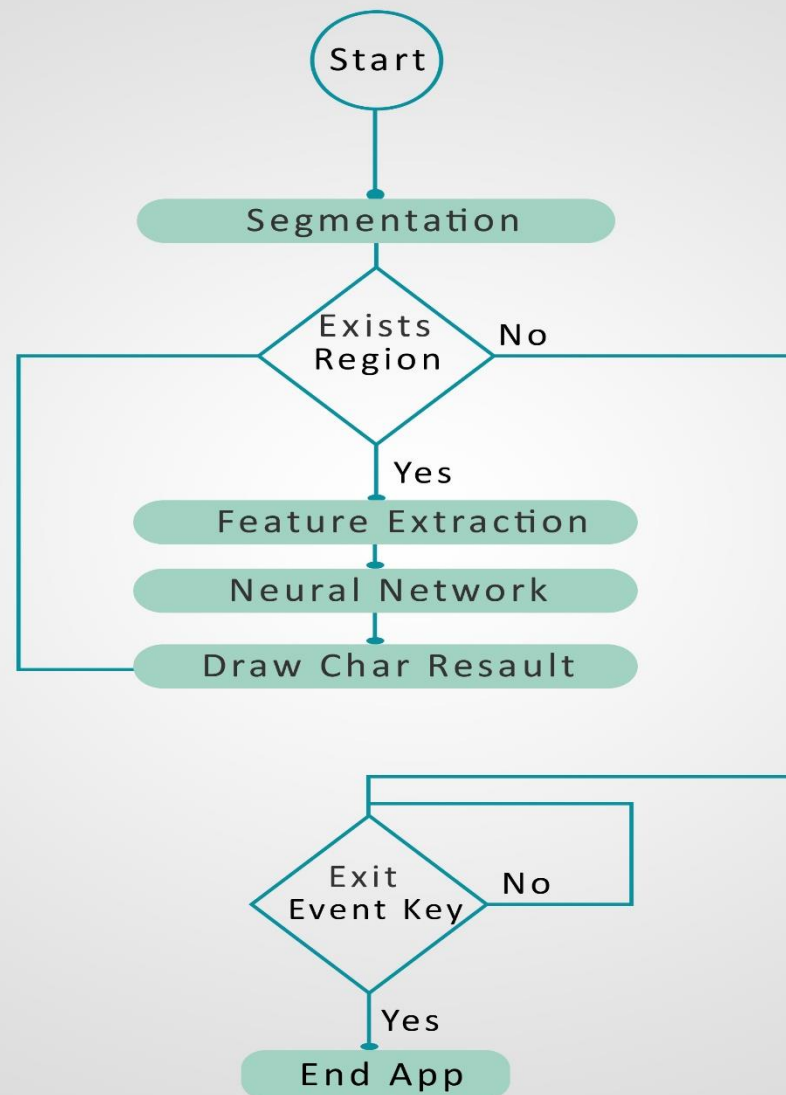 Start
Segmentation
Exists
Region
No
Yes
Feature Extraction
Neural Network
Draw Char Resault
Exit
Event Key
No
Yes
End App